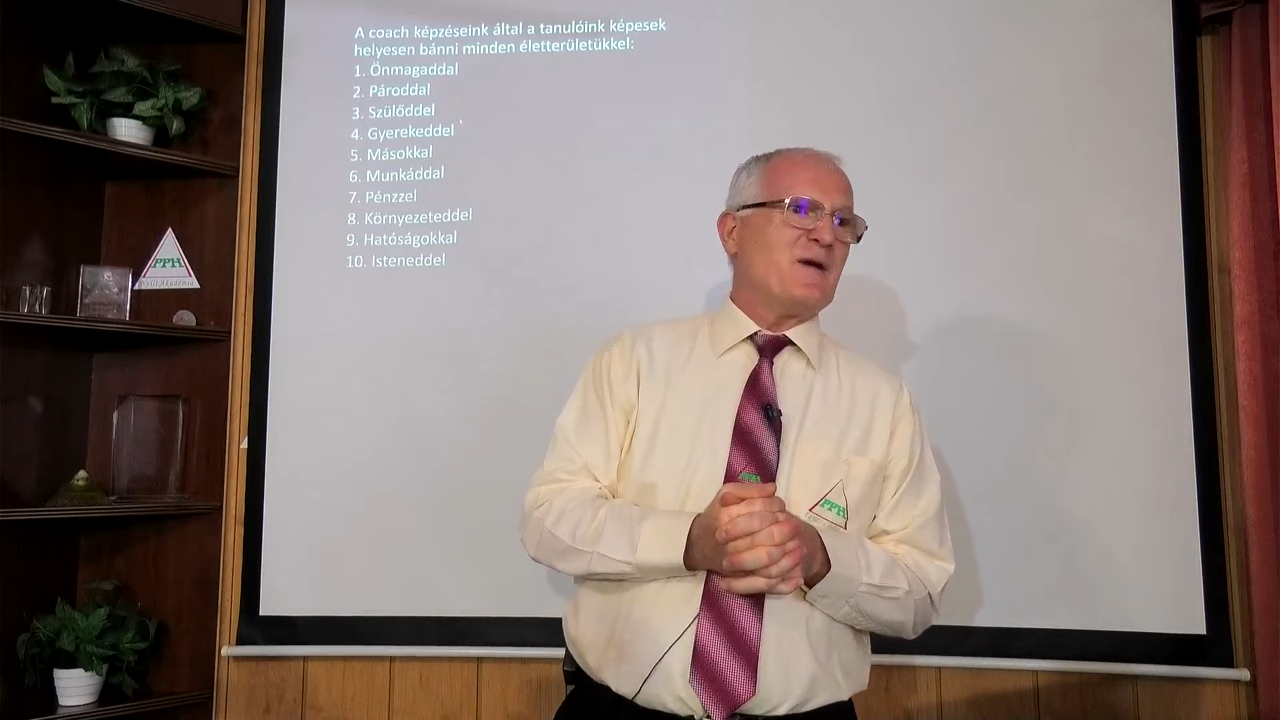 A coach képzéseink által a tanulóink képesek
helyesen bánni minden életterületükkel:
1. Önmagaddal
2. Pároddal
3. Szülőddel
4. Gyerekeddel
5. Másokkal
6. Munkáddal
7. Pénzzel
8. Környezeteddel
9. Hatóságokkal
10. Isteneddel
PPH
PPH